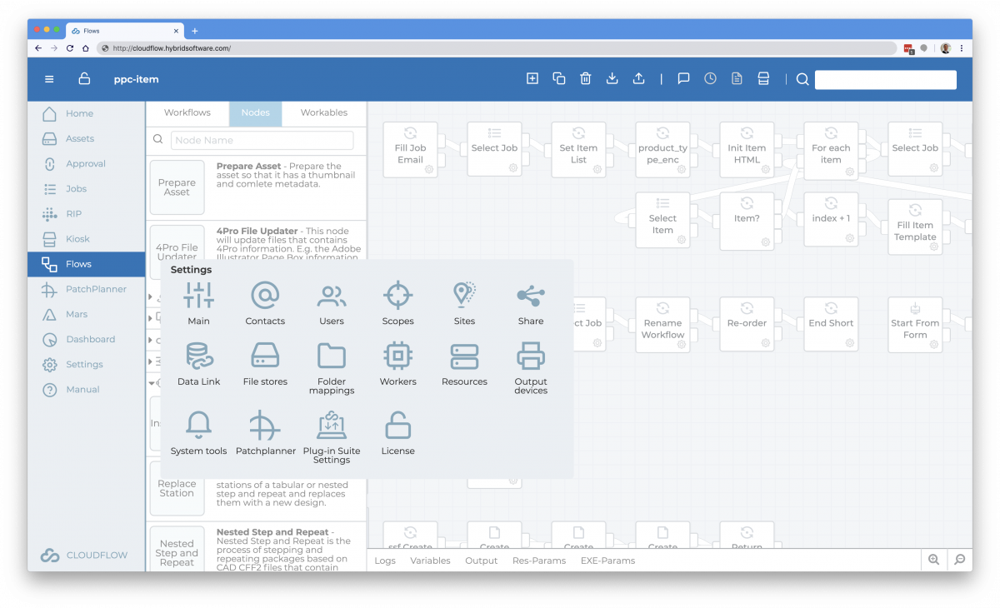 Flows
http://cloudflow.hybridsoftware.com/
1
ppc-item
Home
Assets
Approval
Jobs
RIP
Kiosk
Flows
PatchPlanner
Mars
Dashboard
Settings
Manual
CLOUDFLOW
Workflows Nodes Workables
Node Name
Prepare
Asset
Prepare Asset - Prepare the
asset so that it has a thumbnail
and comlete metadata.
4Pro File
Updater
4Pro File Updater - This node
will update files that contains
4Pro information. E.g. the Adobe
Illustrator Page Box information
Settings
Main Contacts Users Scopes Sites Share
Data Link File stores Folder
mappings Workers Resources Output
devices
System tools Patchplanner Plug-in Suite
Settings License
Replace
Station
stations of a tabular or nested
step and repeat and replaces
them with a new design.
Nested
Step and
Repeat
Nested Step and Repeat -
Nested Step and Repeat is the
process of stepping and
repeating packages based on
CAD CFF2 files that contain
Fill Job
Email
Select Job
Set Item
List
product_ty
pe_enc
Init Item
HTML
For each
item
Select Job
Select
Item
Item?
index + 1
Fill Item
Template
ct Job
Rename
Workflow
Re-order
End Short
Start From
Form
ssf Create
Create
Create
Create
Return
Logs Variables Output Res-Params EXE-Params